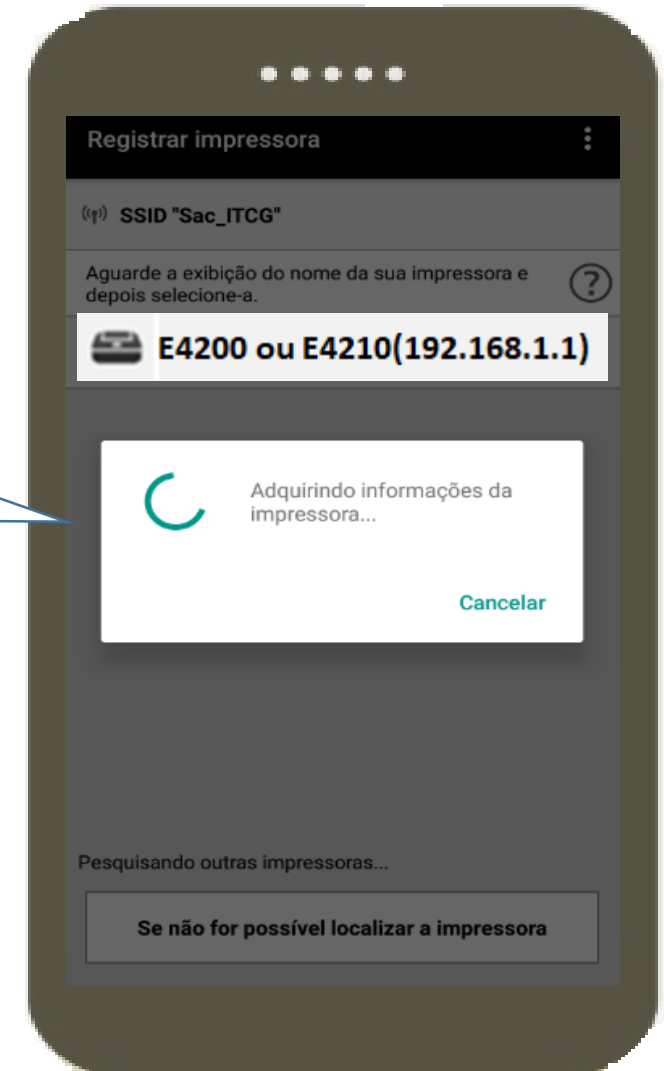 Registrar impressora
SSID "Sac_ITCG"
Aguarde a exibição do nome da sua impressora e
depois selecione-a.
?
E4200 ou E4210(192.168.1.1)
Adquirindo informações da
impressora...
Cancelar
Pesquisando outras impressoras...
Se não for possível localizar a impressora